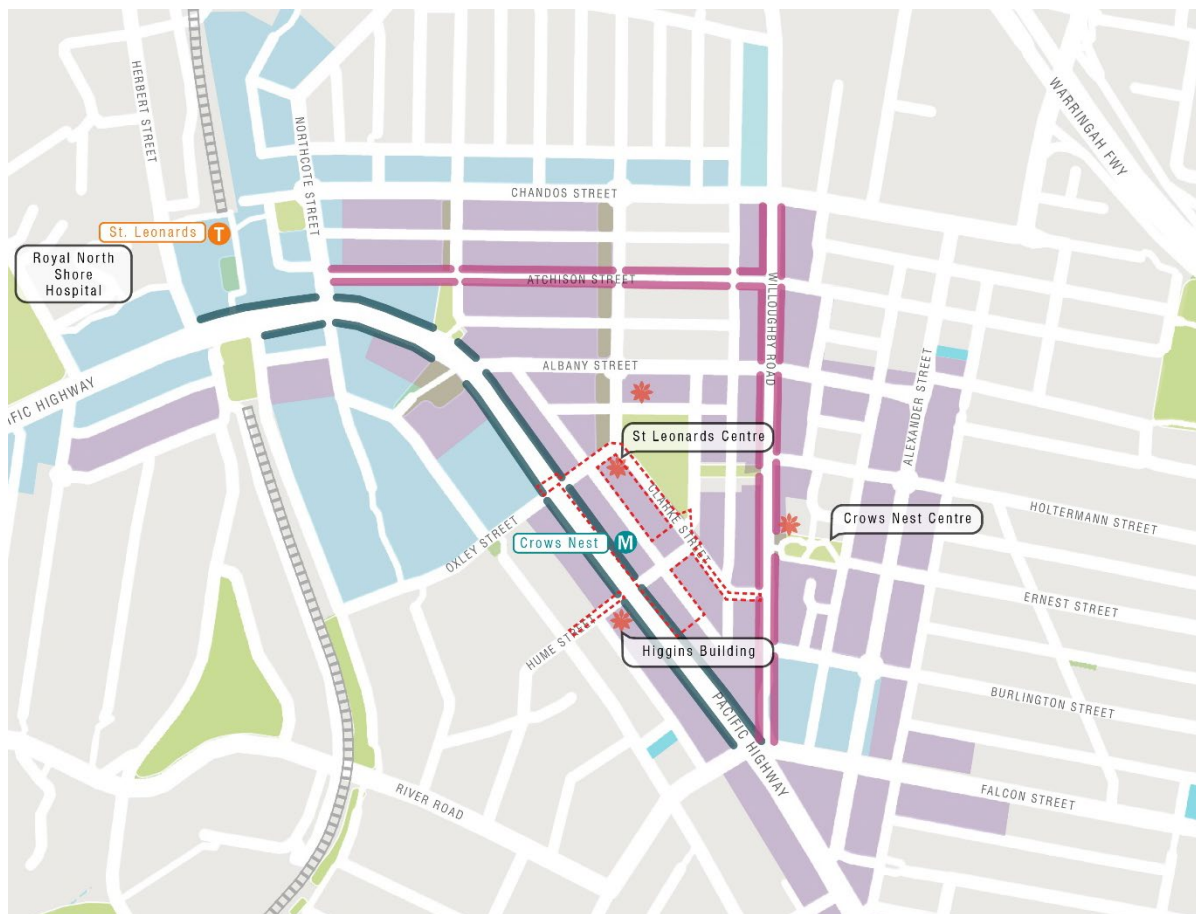 HERBERT STREET
NORTHCOTE STREET
WARRINGAH FWY
CHANDOS STREET
St. Leonards
T
Royal North
Shore
Hospital
ATCHISON STREET
WILLOUGHBY ROAD
ALBANY STREET
ALEXANDER STREET
IFIC HIGHWAY
St Leonards Centre
CLARKE STREET
HOLTERMANN STREET
Crows Nest Centre
OXLEY STREET
Crows Nest
M
ERNEST STREET
HUME STREET
Higgins Building
BURLINGTON STREET
PACIFIC HIGHWAY
RIVER ROAD
FALCON STREET